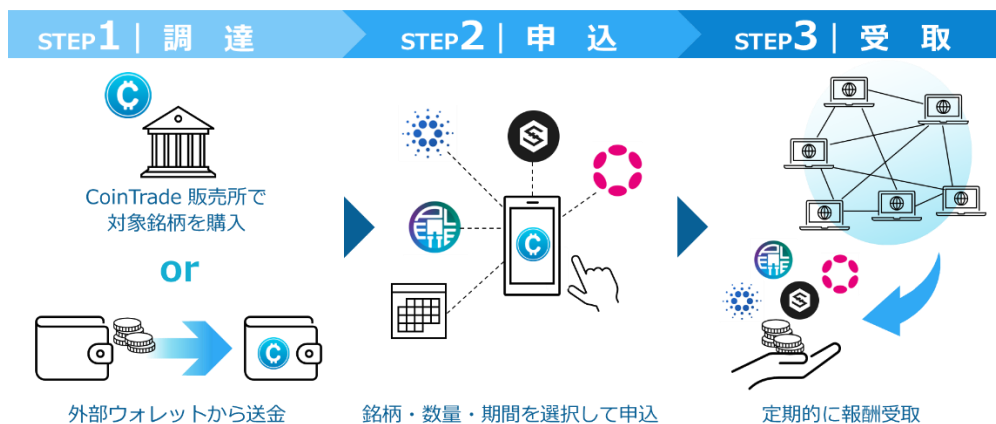 STEP1｜調 達
STEP2｜申 込
STEP3｜受 取
CoinTrade 販売所で
対象銘柄を購入
or
外部ウォレットから送金
銘柄・数量・期間を選択して申込
定期的に報酬受取